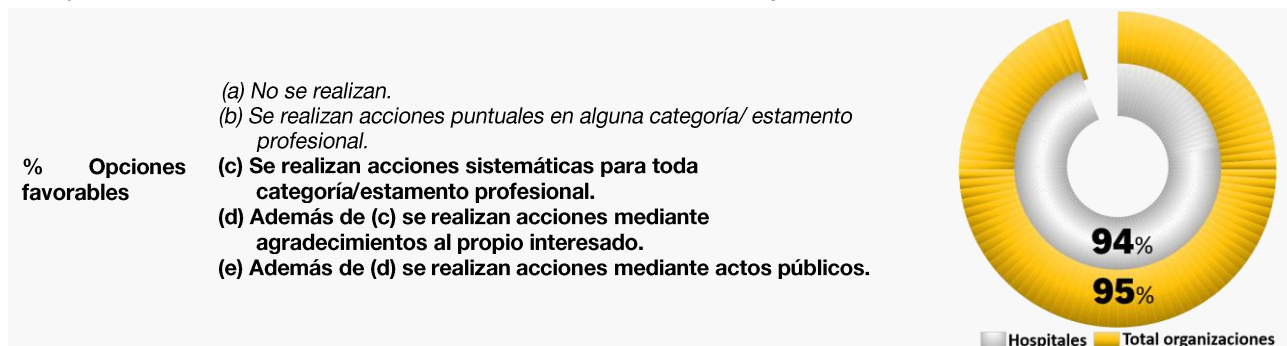 % Opciones favorables
(a) No se realizan.
(b) Se realizan acciones puntuales en alguna categoría/ estamento
profesional.
(c) Se realizan acciones sistemáticas para toda
categoría/estamento profesional.
(d) Además de (c) se realizan acciones mediante
agradecimientos al propio interesado.
(e) Además de (d) se realizan acciones mediante actos públicos.
94%
95%
Hospitales Total organizaciones